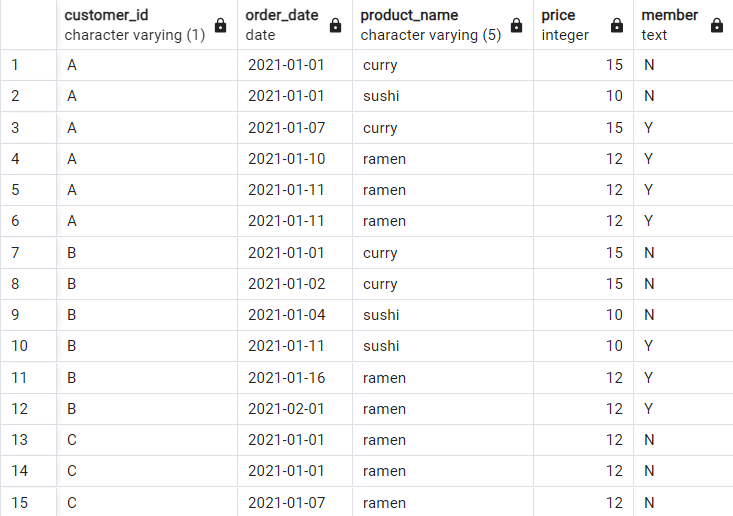 customer_id order_date product_name price member
character varying (1) date character varying (5) integer text
1 A 2021-01-01 curry 15 N
2 A 2021-01-01 sushi 10 N
3 A 2021-01-07 curry 15 Y
4 A 2021-01-10 ramen 12 Y
5 A 2021-01-11 ramen 12 Y
6 A 2021-01-11 ramen 12 Y
7 B 2021-01-01 curry 15 N
8 B 2021-01-02 curry 15 N
9 B 2021-01-04 sushi 10 N
10 B 2021-01-11 sushi 10 Y
11 B 2021-01-16 ramen 12 Y
12 B 2021-02-01 ramen 12 Y
13 C 2021-01-01 ramen 12 N
14 C 2021-01-01 ramen 12 N
15 C 2021-01-07 ramen 12 N